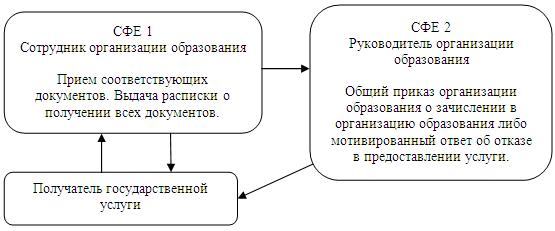 СФЕ 1
Сотрудник организации образования
Прием соответствующих
документов. Выдача расписки о
получении всех документов.
СФЕ 2
Руководитель организации
образования
Общий приказ организации
образования о зачислении в
организацию образования либо
мотивированный ответ об отказе
в предоставлении услуги.
Получатель государственной
услуги